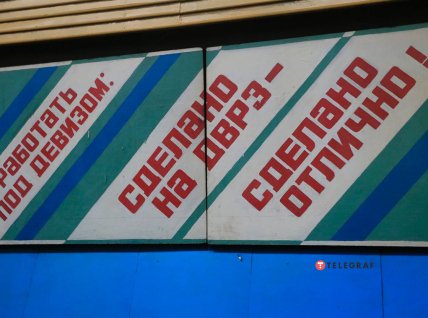 РАБОТАТЬ
ПОД ДЕВИЗОМ:
СДЕЛАНО
НА ДВРЗ-
СДЕЛАНО
ОТЛИЧНО!
TELEGRAF